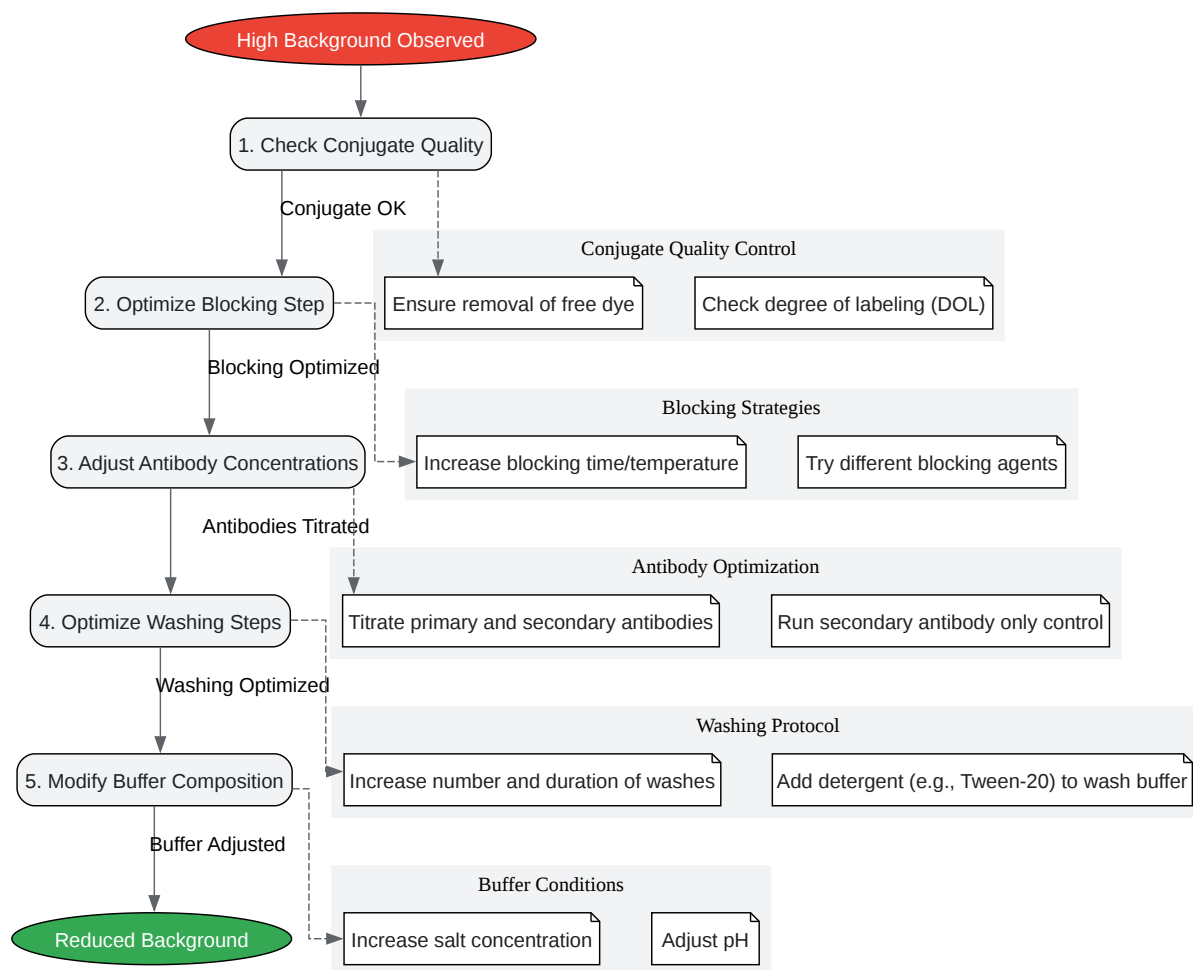 High Background Observed
1. Check Conjugate Quality
Conjugate OK
Conjugate Quality Control
2. Optimize Blocking Step
Ensure removal of free dye
Check degree of labeling (DOL)
Blocking Optimized
Blocking Strategies
3. Adjust Antibody Concentrations
Increase blocking time/temperature
Try different blocking agents
Antibodies Titrated
Antibody Optimization
4. Optimize Washing Steps
Titrate primary and secondary antibodies
Run secondary antibody only control
Washing Optimized
Washing Protocol
5. Modify Buffer Composition
Increase number and duration of washes
Add detergent (e.g., Tween-20) to wash buffer
Buffer Adjusted
Buffer Conditions
Reduced Background
Increase salt concentration
Adjust pH